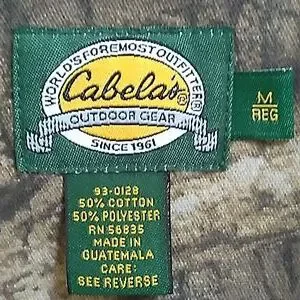 WORLD'S FOREMOST OUTFITTER®
Cabela's®
OUTDOOR GEAR
SINCE 1961
M
REG
93-0128
50% COTTON
50% POLYESTER
RN 56835
MADE IN
GUATEMALA
CARE:
SEE REVERSE